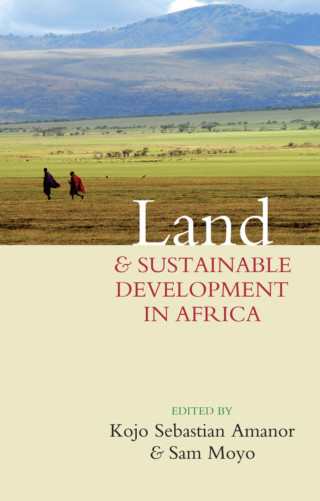 Land
& SUSTAINABLE
DEVELOPMENT
IN AFRICA
EDITED BY
Kojo Sebastian Amanor
& Sam Moyo